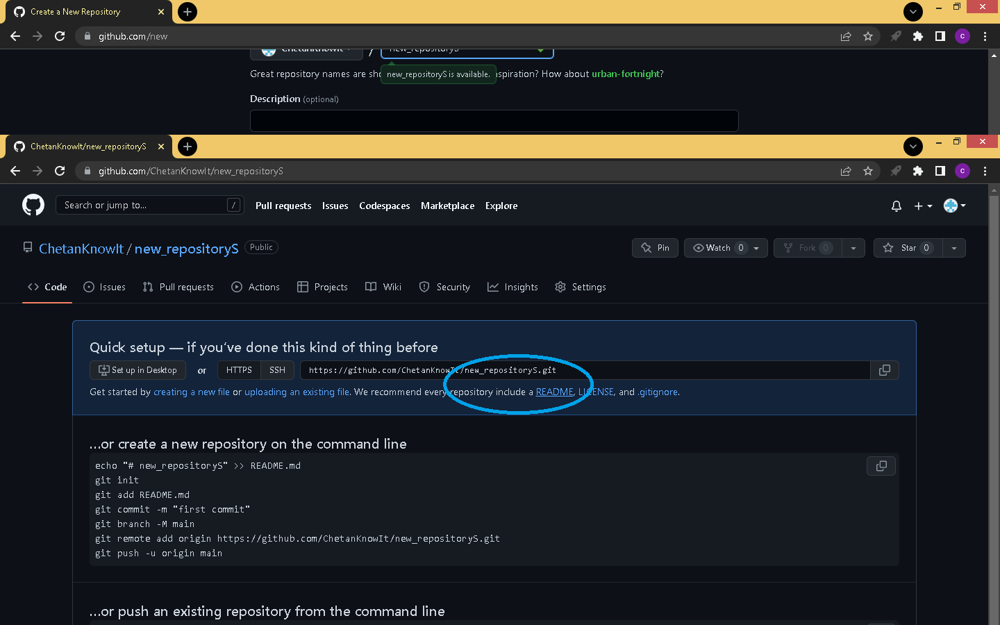 Create a New Repository
github.com/new
ChetanKnowIt / new_repositoryS
Great repository names are sho new_repositoryS is available. spiration? How about urban-fortnight?
Description (optional)
ChetanKnowIt/new_repositoryS
github.com/ChetanKnowIt/new_repositoryS
Search or jump to... / Pull requests Issues Codespaces Marketplace Explore
ChetanKnowIt / new_repositoryS Public Pin Watch 0 Fork 0 Star 0
Code Issues Pull requests Actions Projects Wiki Security Insights Settings
Quick setup — if you’ve done this kind of thing before
Set up in Desktop or HTTPS SSH https://github.com/ChetanKnowIt/new_repositoryS.git
Get started by creating a new file or uploading an existing file. We recommend every repository include a README, LICENSE, and .gitignore.
…or create a new repository on the command line
echo "# new_repositoryS" >> README.md
git init
git add README.md
git commit -m "first commit"
git branch -M main
git remote add origin https://github.com/ChetanKnowIt/new_repositoryS.git
git push -u origin main
…or push an existing repository from the command line